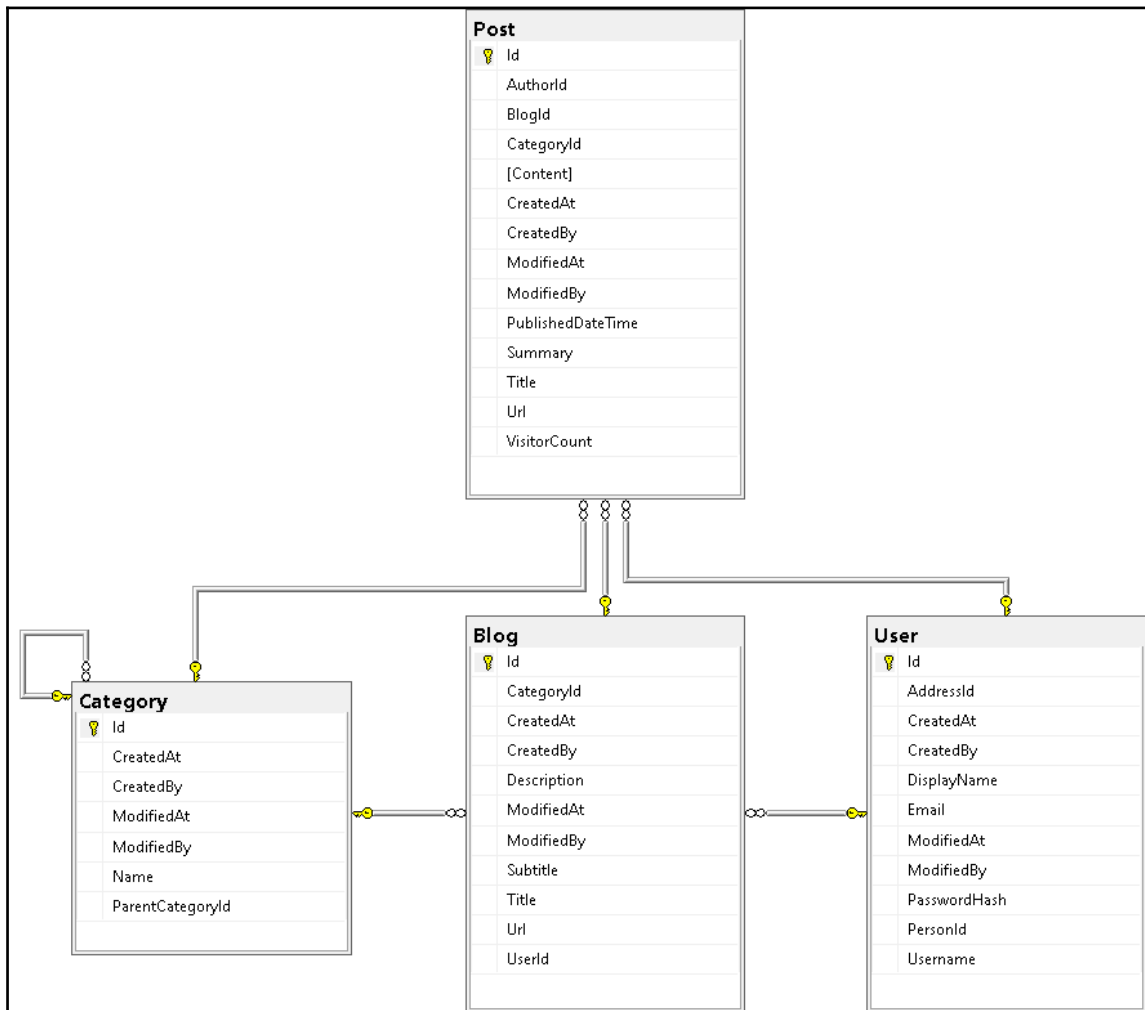 Post
Id
AuthorId
BlogId
CategoryId
[Content]
CreatedAt
CreatedBy
ModifiedAt
ModifiedBy
PublishedDateTime
Summary
Title
Url
VisitorCount
Category
Id
CreatedAt
CreatedBy
ModifiedAt
ModifiedBy
Name
ParentCategoryId
Blog
Id
CategoryId
CreatedAt
CreatedBy
Description
ModifiedAt
ModifiedBy
Subtitle
Title
Url
UserId
User
Id
AddressId
CreatedAt
CreatedBy
DisplayName
Email
ModifiedAt
ModifiedBy
PasswordHash
PersonId
Username